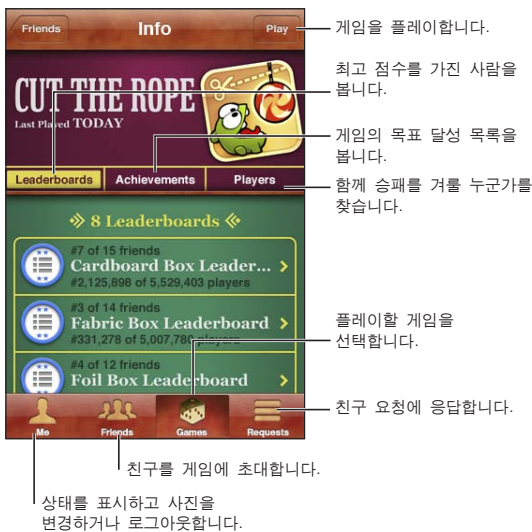 Friends
Info
Play
게임을 플레이합니다.
최고 점수를 가진 사람을
봅니다.
CUT THE ROPE
Last Played TODAY
게임의 목표 달성 목록을
봅니다.
Leaderboards
Achievements
Players
함께 승패를 겨룰 누군가를
찾습니다.
8 Leaderboards
#7 of 15 friends
Cardboard Box Leader...
#2,125,898 of 5,529,403 players
#3 of 14 friends
Fabric Box Leaderboard
#331,278 of 5,007,780 players
플레이할 게임을
선택합니다.
#4 of 12 friends
Foil Box Leaderboard
Me
Friends
Games
Requests
친구 요청에 응답합니다.
친구를 게임에 초대합니다.
상태를 표시하고 사진을
변경하거나 로그아웃합니다.